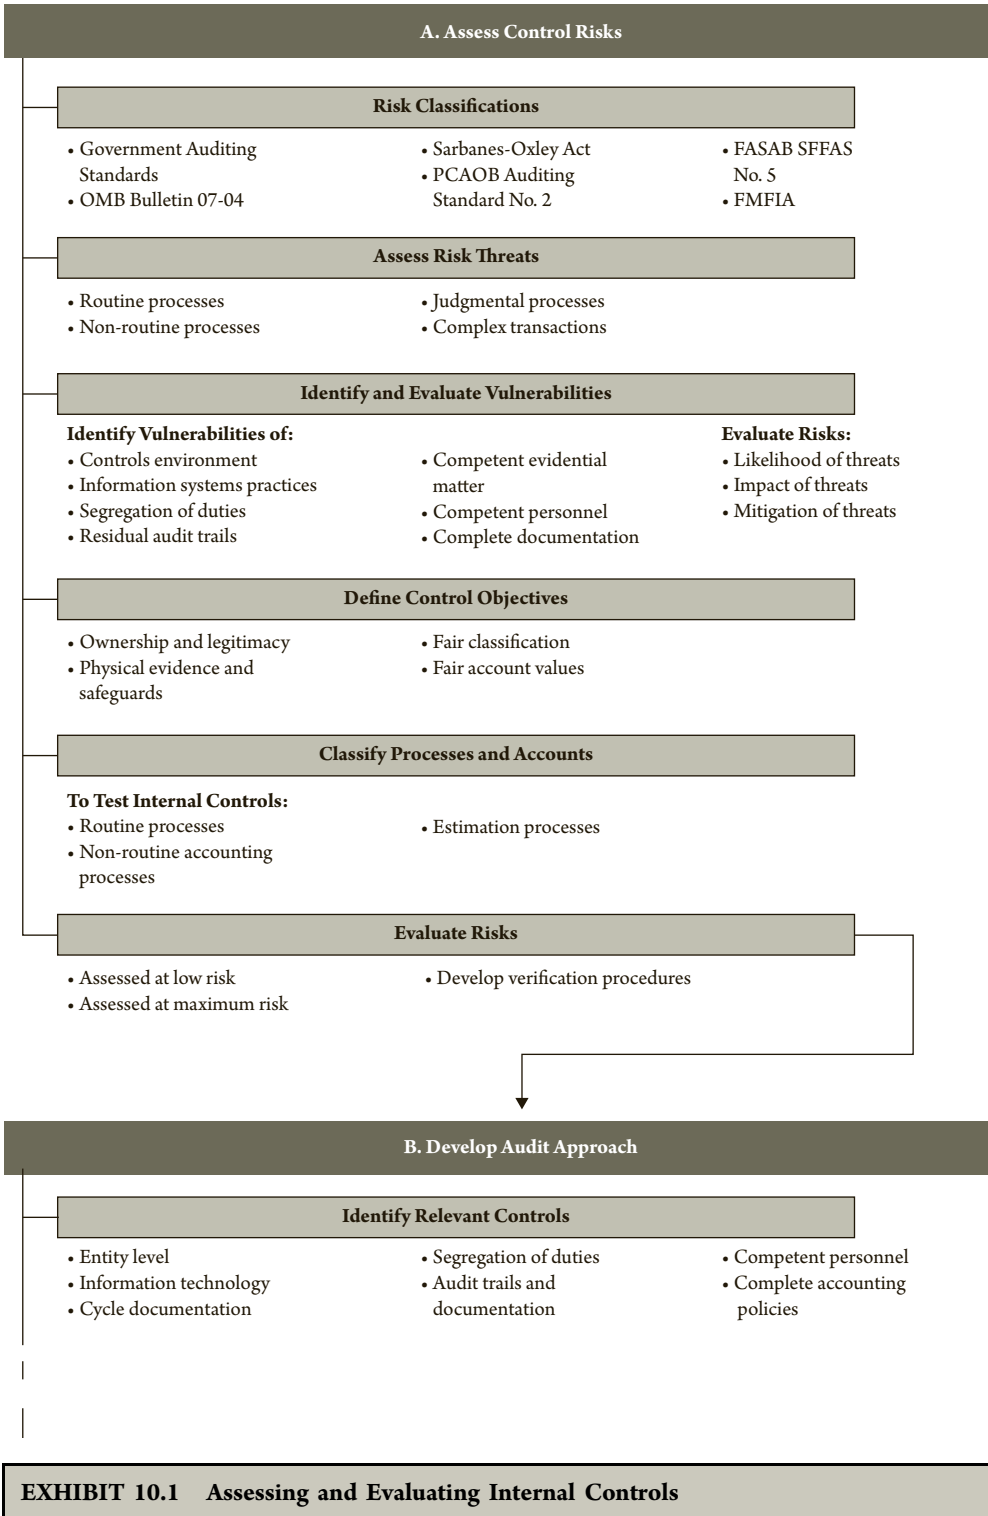 A. Assess Control Risks
Risk Classifications
• Government Auditing
Standards
• OMB Bulletin 07-04
• Sarbanes-Oxley Act
• PCAOB Auditing
Standard No. 2
• FASAB SFFAS
No. 5
• FMFIA
Assess Risk Threats
• Routine processes
• Non-routine processes
• Judgmental processes
• Complex transactions
Identify and Evaluate Vulnerabilities
Identify Vulnerabilities of:
• Controls environment
• Information systems practices
• Segregation of duties
• Residual audit trails
• Competent evidential
matter
• Competent personnel
• Complete documentation
Evaluate Risks:
• Likelihood of threats
• Impact of threats
• Mitigation of threats
Define Control Objectives
• Ownership and legitimacy
• Physical evidence and
safeguards
• Fair classification
• Fair account values
Classify Processes and Accounts
To Test Internal Controls:
• Routine processes
• Non-routine accounting
processes
• Estimation processes
Evaluate Risks
• Assessed at low risk
• Assessed at maximum risk
• Develop verification procedures
B. Develop Audit Approach
Identify Relevant Controls
• Entity level
• Information technology
• Cycle documentation
• Segregation of duties
• Audit trails and
documentation
• Competent personnel
• Complete accounting
policies
EXHIBIT 10.1 Assessing and Evaluating Internal Controls